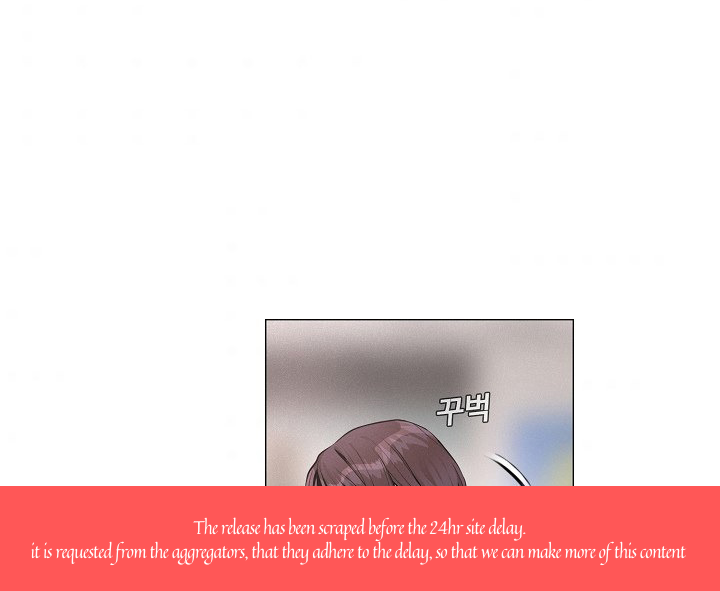 꾸벅
The release has been scraped before the 24hr site delay.
it is requested from the aggregators, that they adhere to the delay, so that we can make more of this content